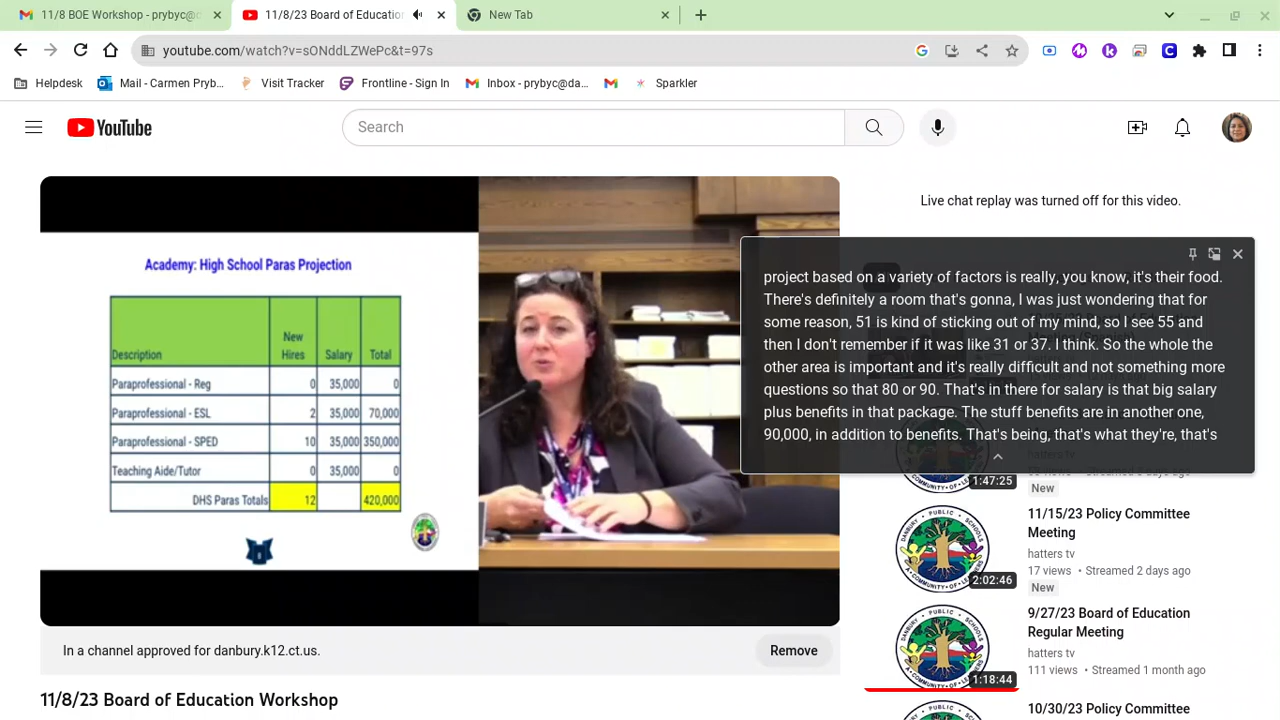 11/8 BOE Workshop - prybyc@d
11/8/23 Board of Education
New Tab
youtube.com/watch?v=sONddLZWePc&t=97s
Helpdesk
Mail - Carmen Pryb...
Visit Tracker
Frontline - Sign In
Inbox - prybyc@da...
Sparkler
YouTube
Search
Live chat replay was turned off for this video.
Academy: High School Paras Projection
Description New Hires Salary Total
Paraprofessional - Reg 0 35,000 0
Paraprofessional - ESL 2 35,000 70,000
Paraprofessional - SPED 10 35,000 350,000
Teaching Aide/Tutor 0 35,000 0
DHS Paras Totals 12 420,000
project based on a variety of factors is really, you know, it's their food.
There's definitely a room that's gonna, I was just wondering that for
some reason, 51 is kind of sticking out of my mind, so I see 55 and
then I don't remember if it was like 31 or 37. I think. So the whole the
other area is important and it's really difficult and not something more
questions so that 80 or 90. That's in there for salary is that big salary
plus benefits in that package. The stuff benefits are in another one,
90,000, in addition to benefits. That's being, that's what they're, that's
1:47:25
New
11/15/23 Policy Committee
Meeting
hatters tv
17 views • Streamed 2 days ago
New
2:02:46
9/27/23 Board of Education
Regular Meeting
hatters tv
111 views • Streamed 1 month ago
1:18:44
10/30/23 Policy Committee
In a channel approved for danbury.k12.ct.us.
Remove
11/8/23 Board of Education Workshop